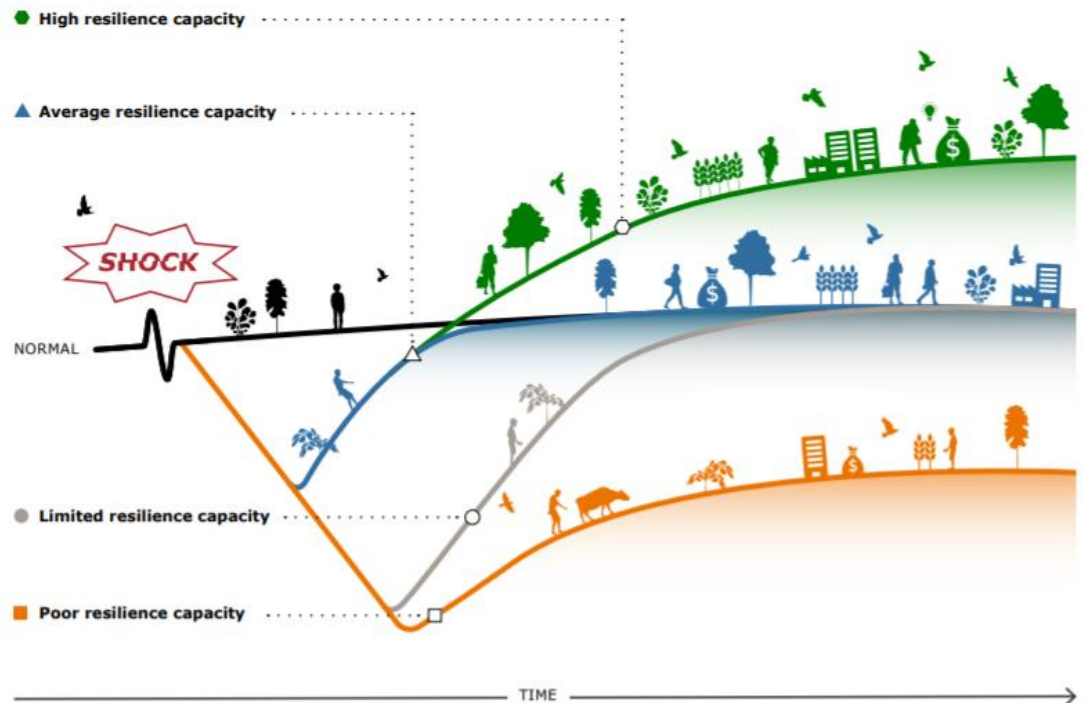 High resilience capacity
Average resilience capacity
SHOCK
$
$
NORMAL
$
Limited resilience capacity
Poor resilience capacity
TIME